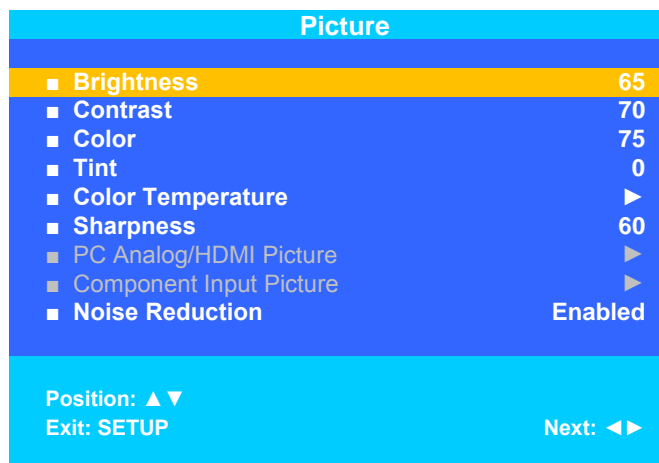 Picture
■ Brightness 65
■ Contrast 70
■ Color 75
■ Tint 0
■ Color Temperature ►
■ Sharpness 60
■ PC Analog/HDMI Picture ►
■ Component Input Picture ►
■ Noise Reduction Enabled
Position: ▲▼
Exit: SETUP Next: ◄►